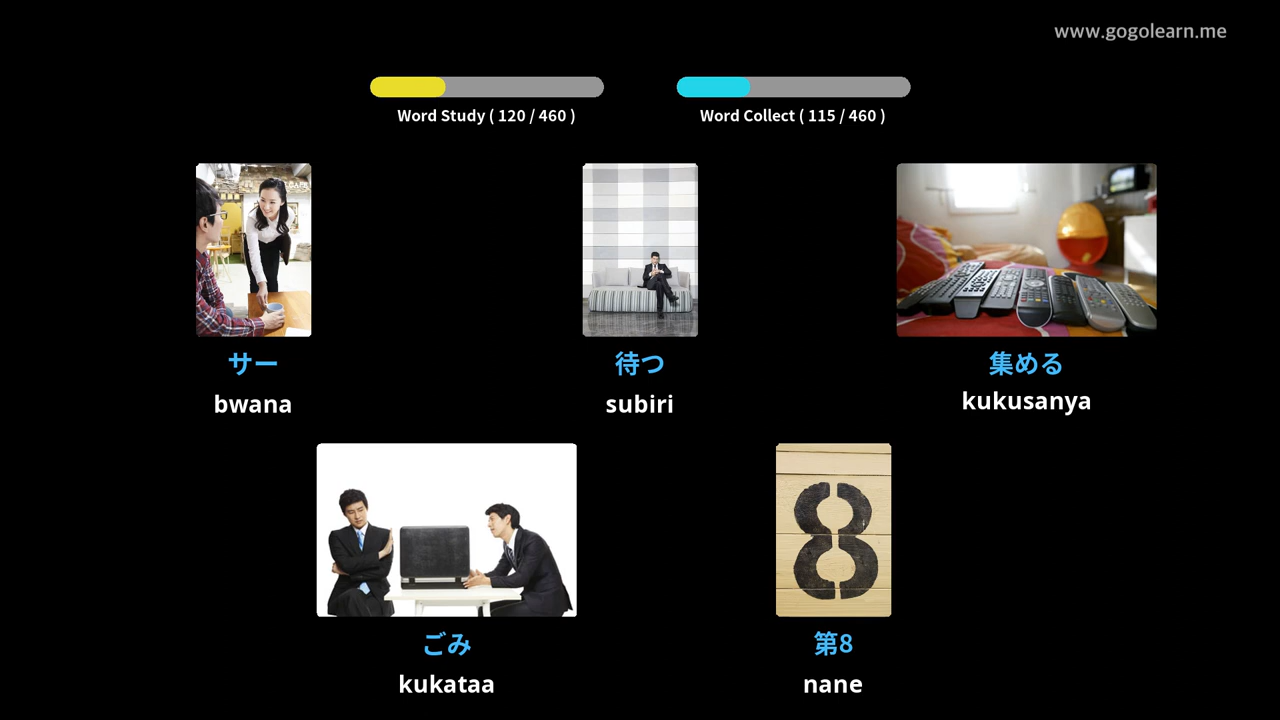 www.gogolearn.me
Word Study ( 120 / 460 )
Word Collect ( 115 / 460 )
サー
bwana
待つ
subiri
集める
kukusanya
ごみ
kukataa
8
第8
nane